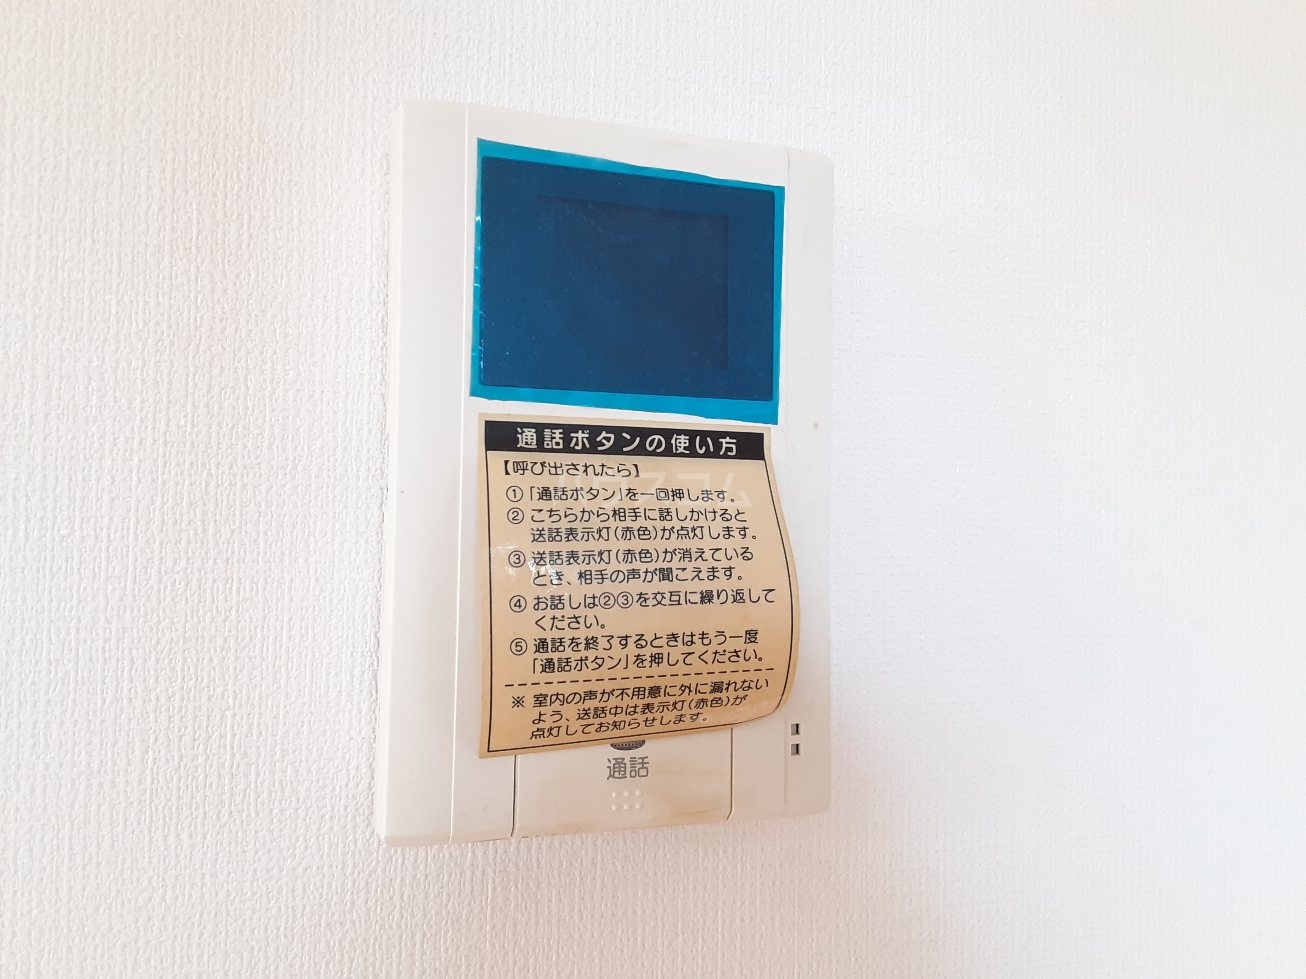 通話ボタンの使い方
【呼び出されたら】
①「通話ボタン」を一回押します。
② こちらから相手に話しかけると
送話表示灯(赤色)が点灯します。
③ 送話表示灯(赤色)が消えている
とき、相手の声が聞こえます。
④ お話しは②③を交互に繰り返して
ください。
⑤ 通話を終了するときはもう一度
「通話ボタン」を押してください。
※ 室内の声が不用意に外に漏れない
よう、送話中は表示灯(赤色)が
点灯してお知らせします。
通話
ハウスコム